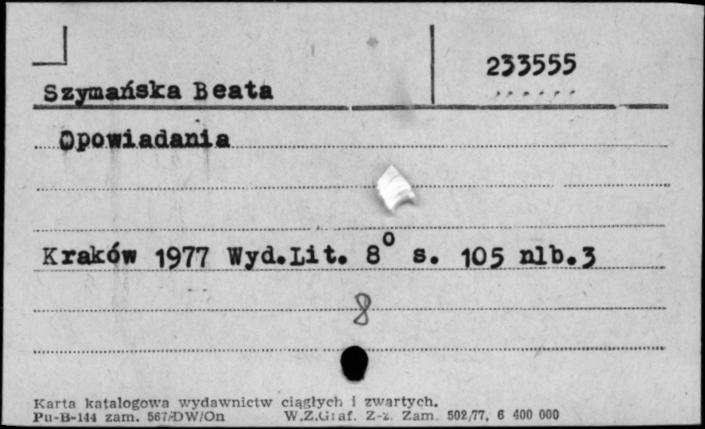 233555
Szymańska Beata
Opowiadania
Kraków 1977 Wyd.Lit. 8° s. 105 nlb.3
8
Karta katalogowa wydawnictw ciągłych i zwartych.
Pu-B-144 zam. 567/DW/On W.Z.Graf. Z-z. Zam. 502/77, 6 400 000